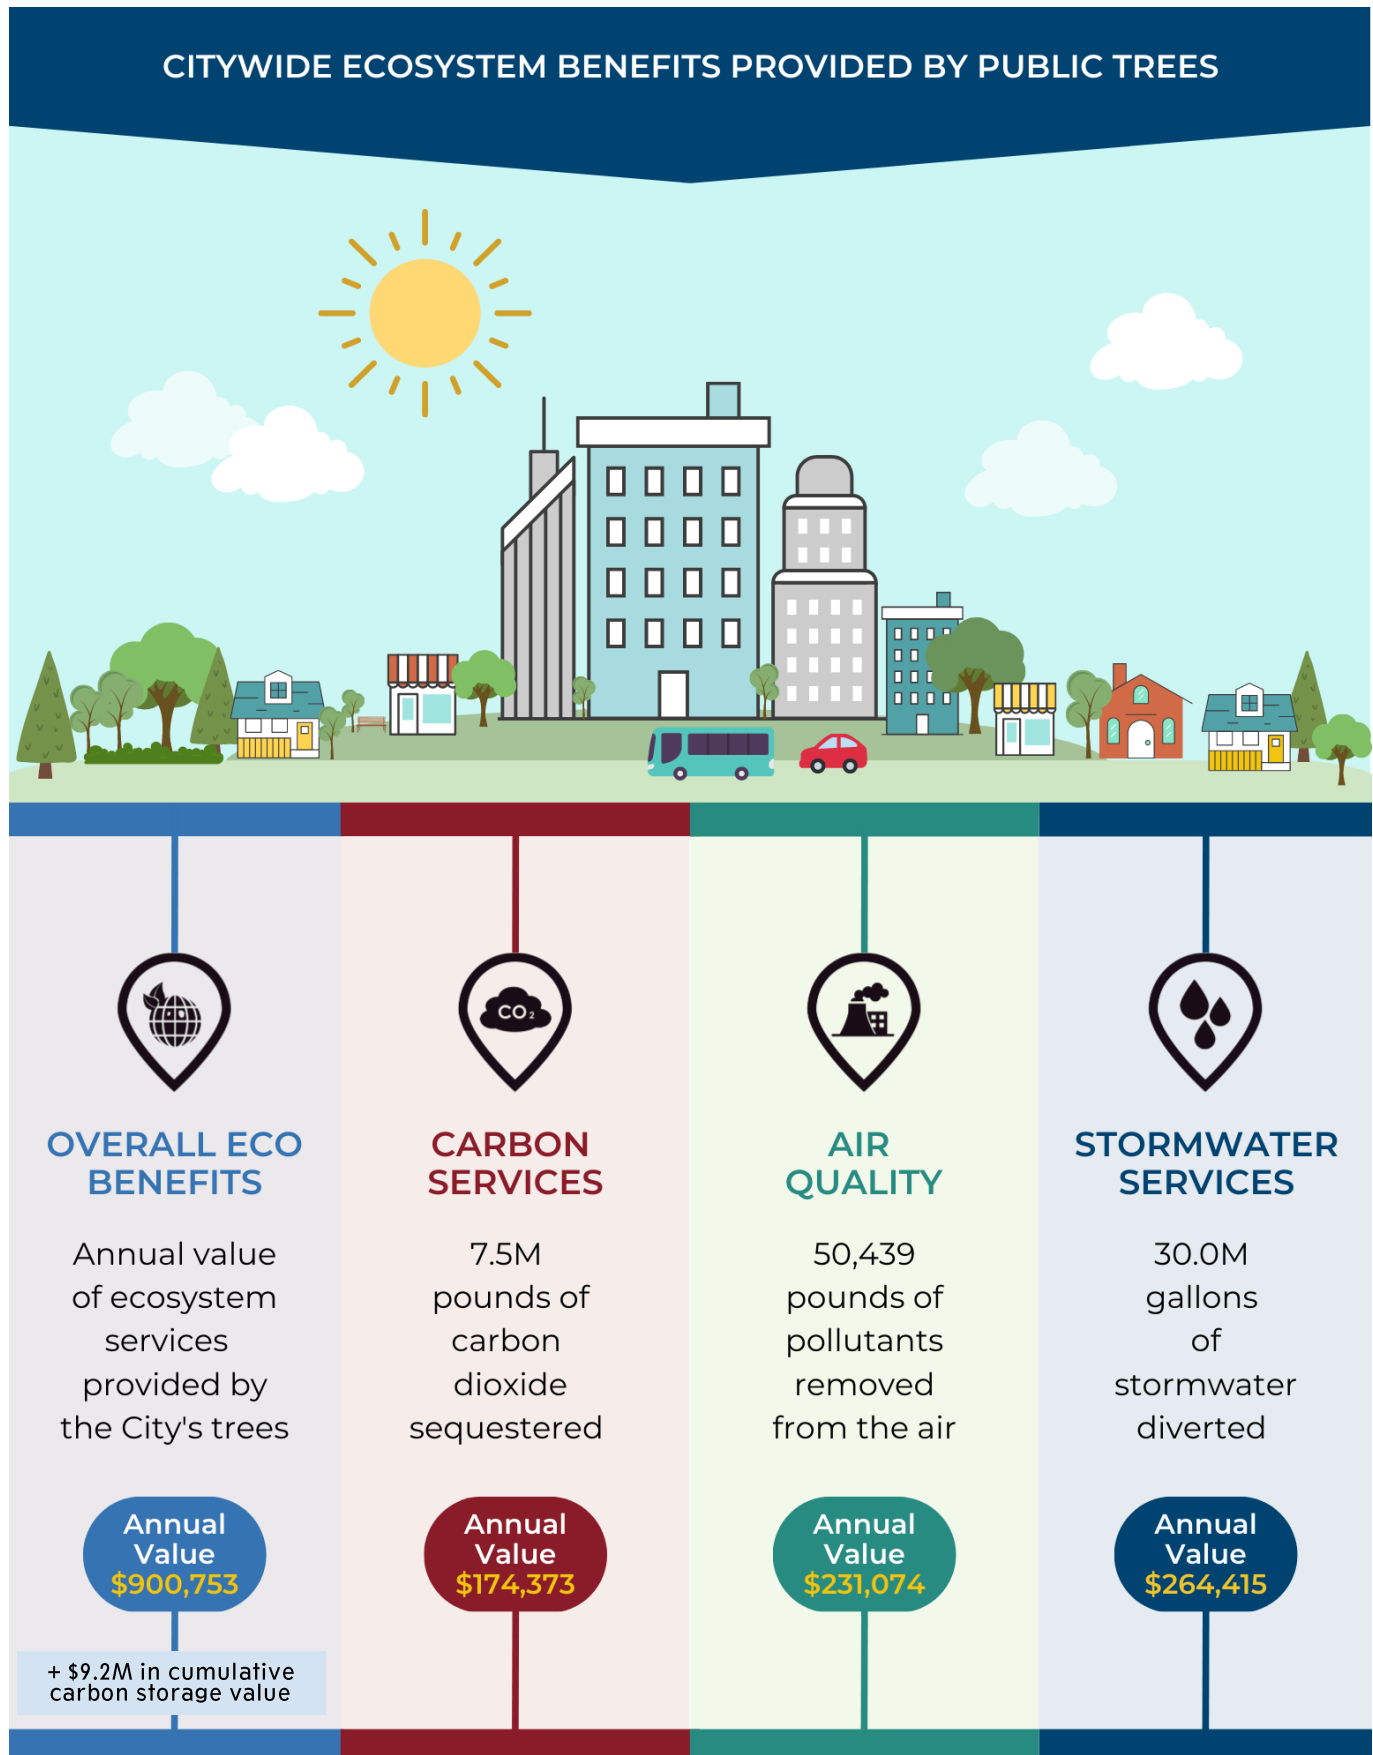 CITYWIDE ECOSYSTEM BENEFITS PROVIDED BY PUBLIC TREES
OVERALL ECO
BENEFITS
Annual value
of ecosystem
services
provided by
the City's trees
Annual
Value
$900,753
+ $9.2M in cumulative
carbon storage value
CO2
CARBON
SERVICES
7.5M
pounds of
carbon
dioxide
sequestered
Annual
Value
$174,373
AIR
QUALITY
50,439
pounds of
pollutants
removed
from the air
Annual
Value
$231,074
STORMWATER
SERVICES
30.0M
gallons
of
stormwater
diverted
Annual
Value
$264,415